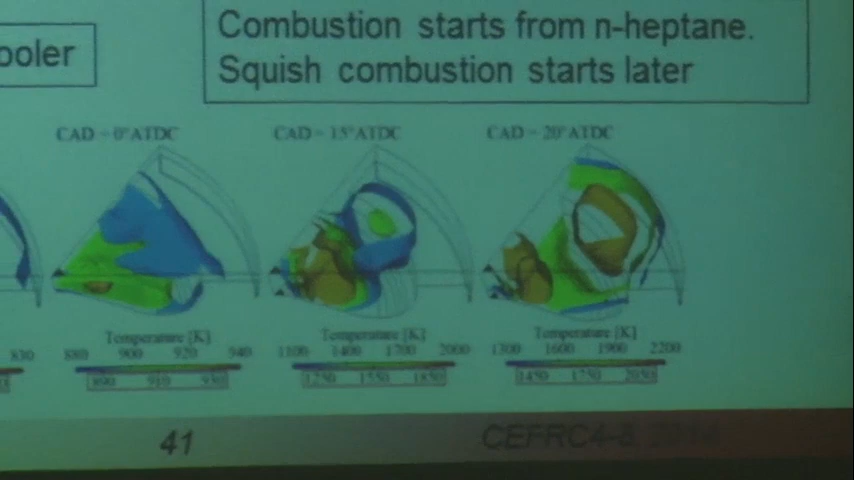 ooler
Combustion starts from n-heptane.
Squish combustion starts later
CAD = 0°ATDC
CAD = 15°ATDC
CAD = 20°ATDC
Temperature [K]
Temperature [K]
Temperature [K]
830
880 900 920 940
1100 1400 1700 2000
1300 1600 1900 2200
890 910 930
1250 1550 1850
1450 1750 2050
41